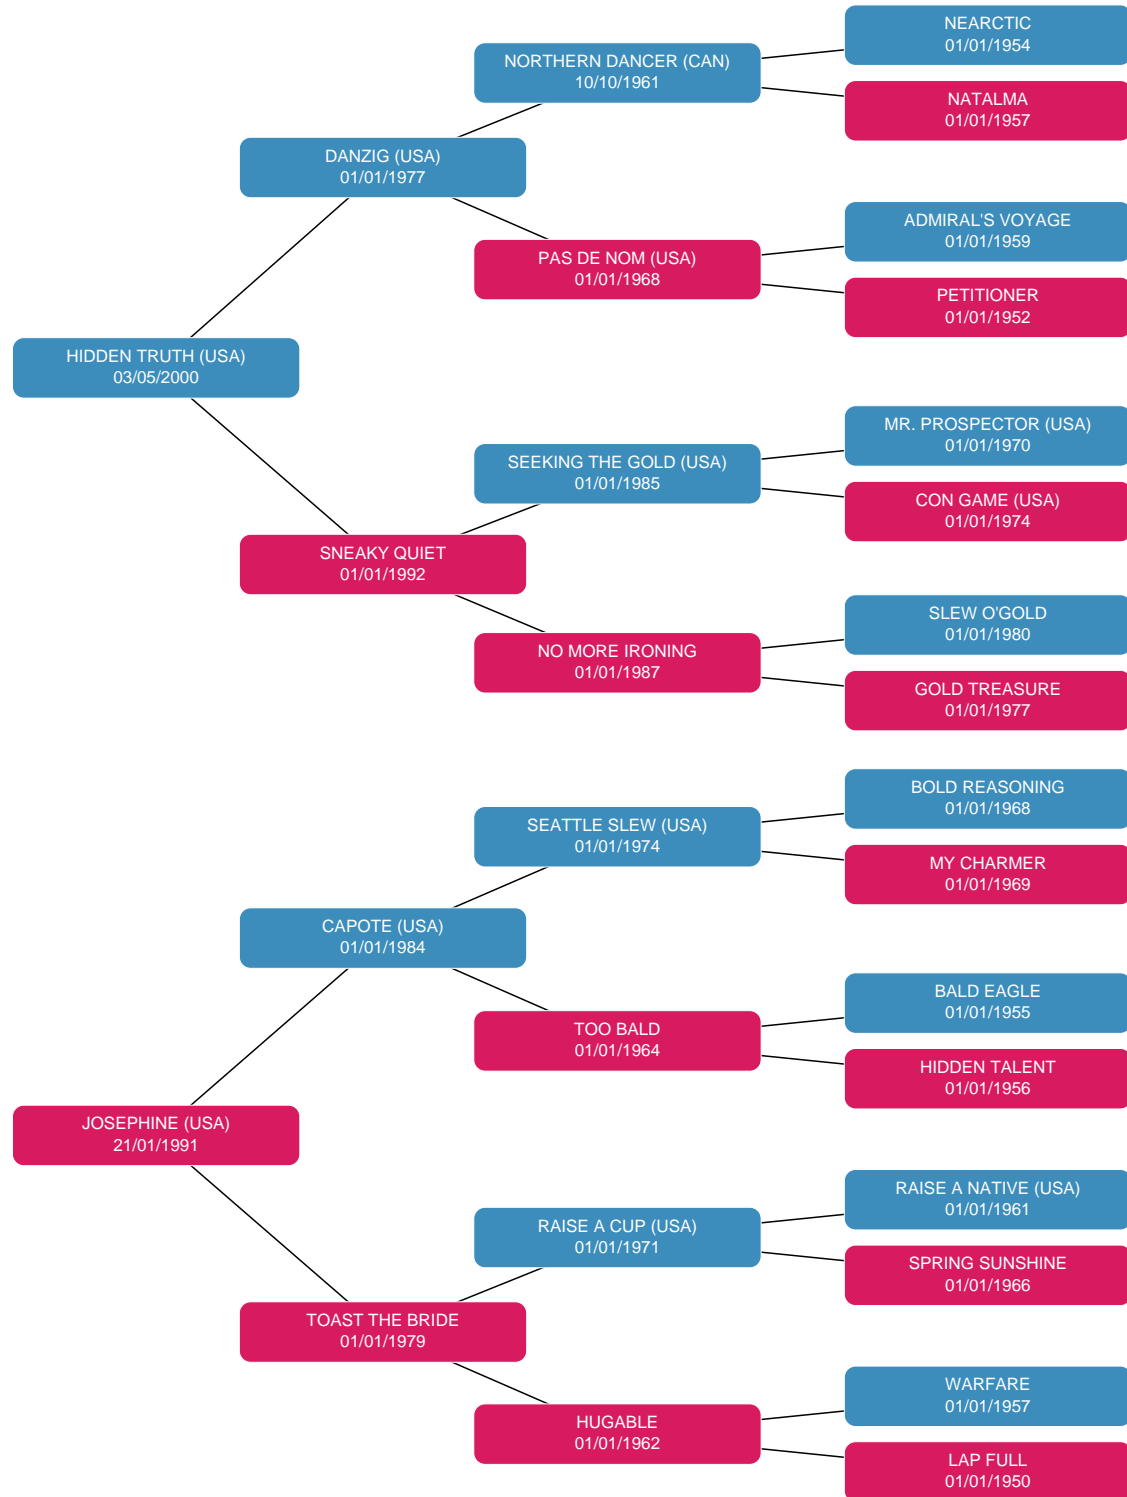 NEARCTIC
01/01/1954
NORTHERN DANCER (CAN)
10/10/1961
NATALMA
01/01/1957
DANZIG (USA)
01/01/1977
ADMIRAL'S VOYAGE
01/01/1959
PAS DE NOM (USA)
01/01/1968
PETITIONER
01/01/1952
HIDDEN TRUTH (USA)
03/05/2000
MR. PROSPECTOR (USA)
01/01/1970
SEEKING THE GOLD (USA)
01/01/1985
CON GAME (USA)
01/01/1974
SNEAKY QUIET
01/01/1992
SLEW O'GOLD
01/01/1980
NO MORE IRONING
01/01/1987
GOLD TREASURE
01/01/1977
BOLD REASONING
01/01/1968
SEATTLE SLEW (USA)
01/01/1974
MY CHARMER
01/01/1969
CAPOTE (USA)
01/01/1984
BALD EAGLE
01/01/1955
TOO BALD
01/01/1964
HIDDEN TALENT
01/01/1956
JOSEPHINE (USA)
21/01/1991
RAISE A NATIVE (USA)
01/01/1961
RAISE A CUP (USA)
01/01/1971
SPRING SUNSHINE
01/01/1966
TOAST THE BRIDE
01/01/1979
WARFARE
01/01/1957
HUGABLE
01/01/1962
LAP FULL
01/01/1950